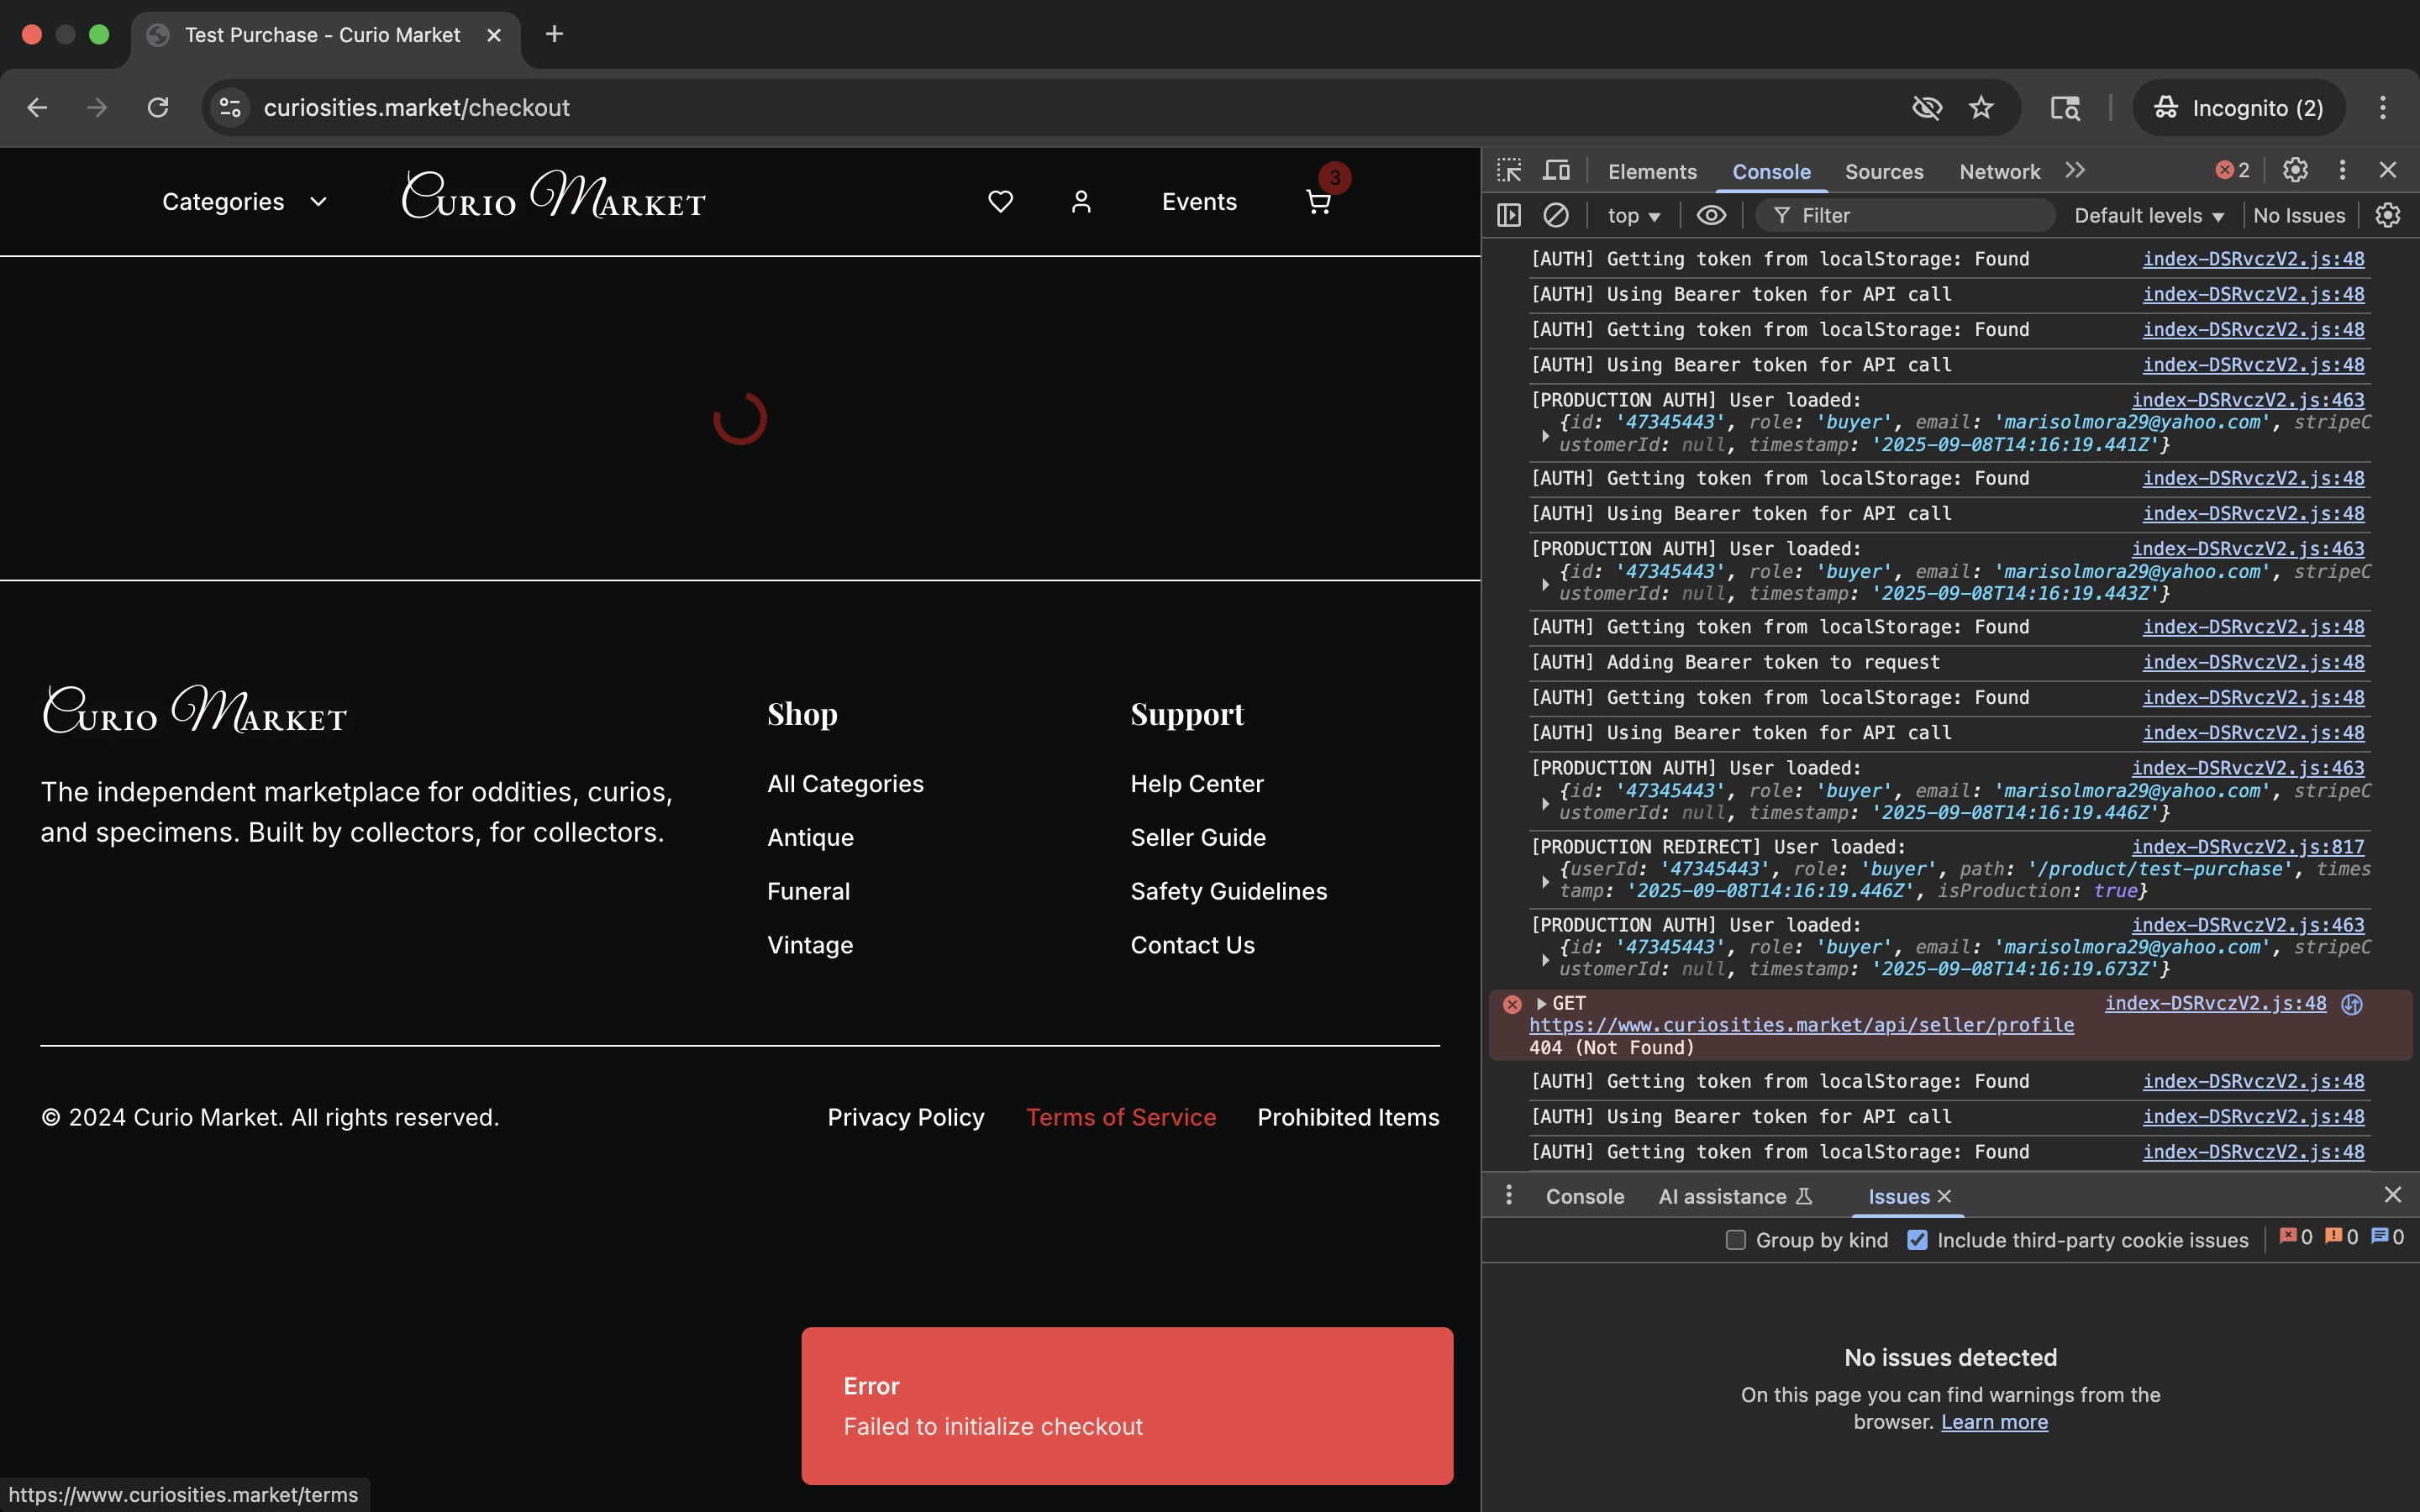 Test Purchase - Curio Market
curiosities.market/checkout
Incognito (2)
Categories
Curio Market
Events
3
Curio Market
The independent marketplace for oddities, curios,
and specimens. Built by collectors, for collectors.
Shop
All Categories
Antique
Funeral
Vintage
Support
Help Center
Seller Guide
Safety Guidelines
Contact Us
© 2024 Curio Market. All rights reserved.
Privacy Policy
Terms of Service
Prohibited Items
Error
Failed to initialize checkout
https://www.curiosities.market/terms
Elements
Console
Sources
Network
2
top
Filter
Default levels
No Issues
[AUTH] Getting token from localStorage: Found index-DSRvczV2.js:48
[AUTH] Using Bearer token for API call index-DSRvczV2.js:48
[AUTH] Getting token from localStorage: Found index-DSRvczV2.js:48
[AUTH] Using Bearer token for API call index-DSRvczV2.js:48
[PRODUCTION AUTH] User loaded: index-DSRvczV2.js:463
{id: '47345443', role: 'buyer', email: 'marisolmora29@yahoo.com', stripeC
ustomerId: null, timestamp: '2025-09-08T14:16:19.441Z'}
[AUTH] Getting token from localStorage: Found index-DSRvczV2.js:48
[AUTH] Using Bearer token for API call index-DSRvczV2.js:48
[PRODUCTION AUTH] User loaded: index-DSRvczV2.js:463
{id: '47345443', role: 'buyer', email: 'marisolmora29@yahoo.com', stripeC
ustomerId: null, timestamp: '2025-09-08T14:16:19.443Z'}
[AUTH] Getting token from localStorage: Found index-DSRvczV2.js:48
[AUTH] Adding Bearer token to request index-DSRvczV2.js:48
[AUTH] Getting token from localStorage: Found index-DSRvczV2.js:48
[AUTH] Using Bearer token for API call index-DSRvczV2.js:48
[PRODUCTION AUTH] User loaded: index-DSRvczV2.js:463
{id: '47345443', role: 'buyer', email: 'marisolmora29@yahoo.com', stripeC
ustomerId: null, timestamp: '2025-09-08T14:16:19.446Z'}
[PRODUCTION REDIRECT] User loaded: index-DSRvczV2.js:817
{userId: '47345443', role: 'buyer', path: '/product/test-purchase', times
tamp: '2025-09-08T14:16:19.446Z', isProduction: true}
[PRODUCTION AUTH] User loaded: index-DSRvczV2.js:463
{id: '47345443', role: 'buyer', email: 'marisolmora29@yahoo.com', stripeC
ustomerId: null, timestamp: '2025-09-08T14:16:19.673Z'}
GET index-DSRvczV2.js:48
https://www.curiosities.market/api/seller/profile
404 (Not Found)
[AUTH] Getting token from localStorage: Found index-DSRvczV2.js:48
[AUTH] Using Bearer token for API call index-DSRvczV2.js:48
[AUTH] Getting token from localStorage: Found index-DSRvczV2.js:48
Console
AI assistance
Issues
Group by kind
Include third-party cookie issues
0
0
0
No issues detected
On this page you can find warnings from the
browser. Learn more